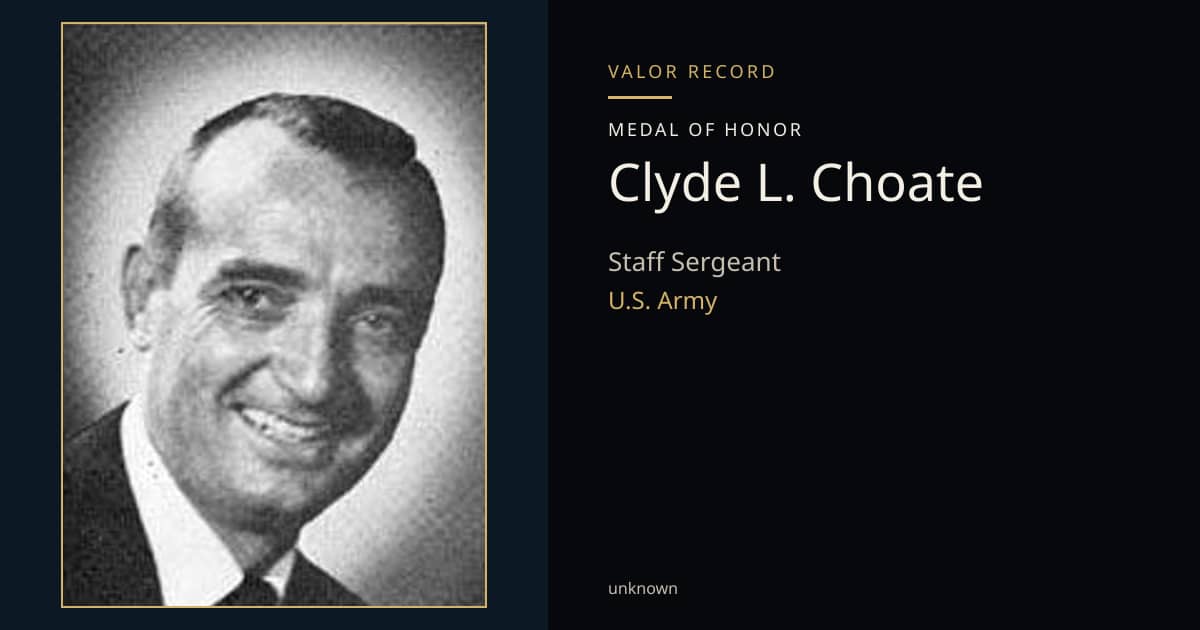 VALOR RECORD
MEDAL OF HONOR
Clyde L. Choate
Staff Sergeant
U.S. Army
unknown